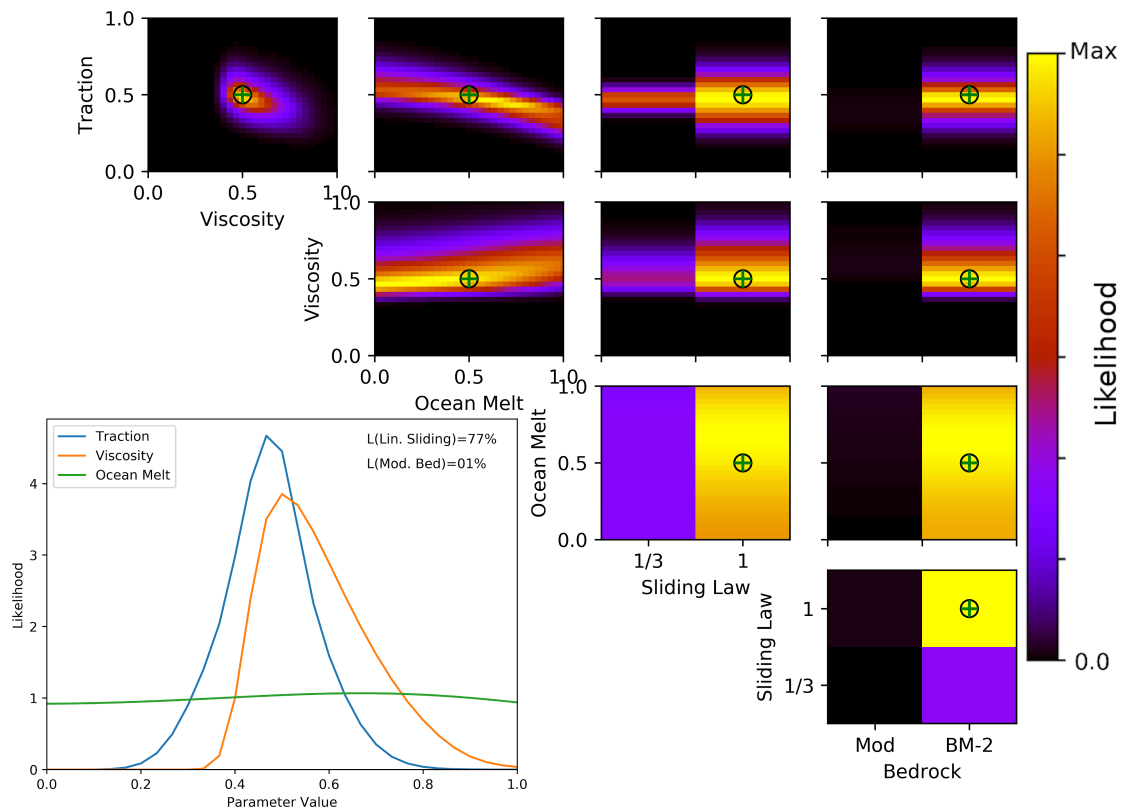 1.0
0.5
0.0
Traction
0.0 0.5 1.0
Viscosity
Max
Likelihood
0.0
1.0
0.5
0.0
Viscosity
0.0 0.5 1.0
Ocean Melt
1.0
0.5
0.0
Ocean Melt
1/3 1
Sliding Law
1
1/3
Sliding Law
Mod BM-2
Bedrock
Traction
Viscosity
Ocean Melt
L(Lin. Sliding)=77%
L(Mod. Bed)=01%
4
3
2
1
0
Likelihood
0.0 0.2 0.4 0.6 0.8 1.0
Parameter Value